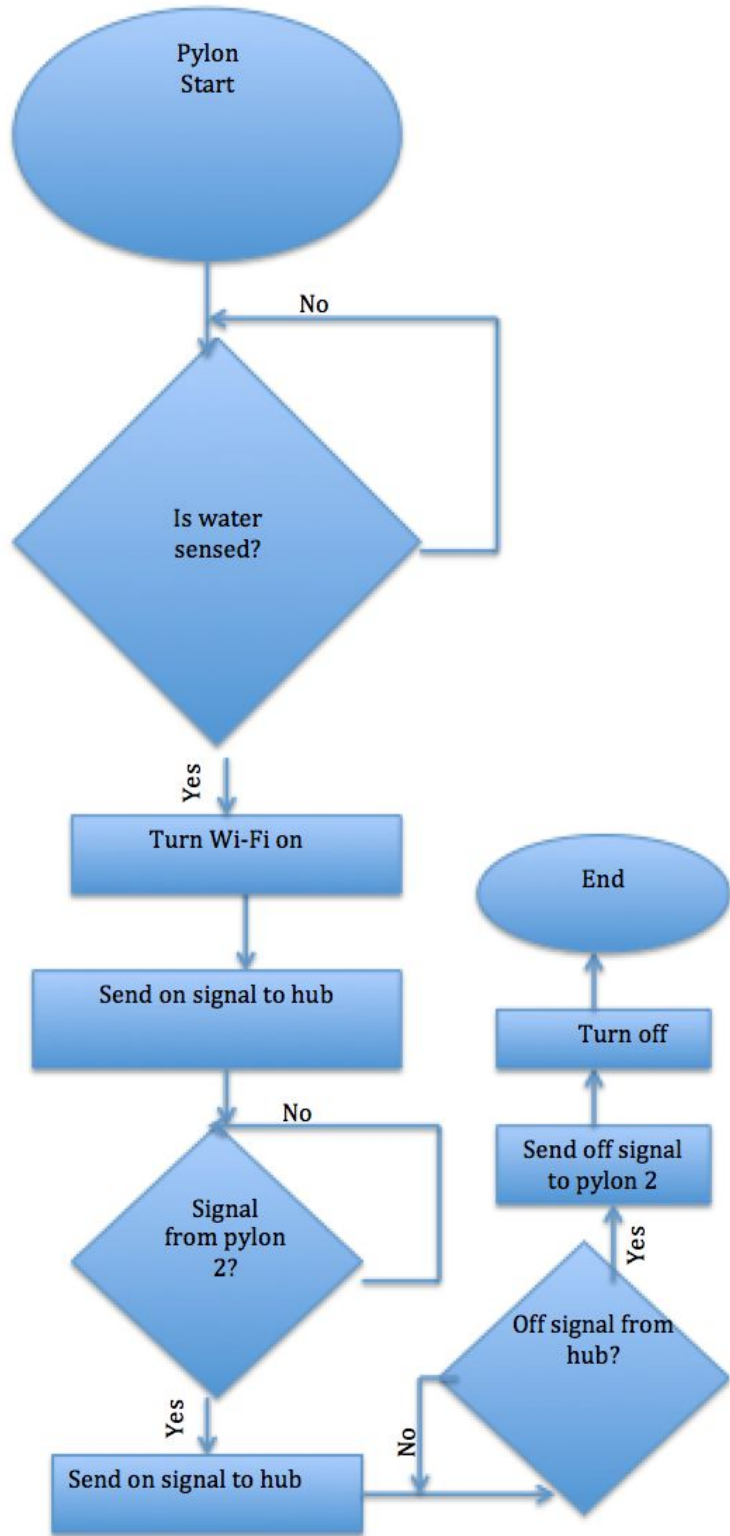 Pylon
Start
No
Is water
sensed?
Yes
Turn Wi-Fi on
Send on signal to hub
No
Signal
from pylon
2?
Yes
Send on signal to hub
No
Off signal from
hub?
Yes
Send off signal
to pylon 2
Turn off
End